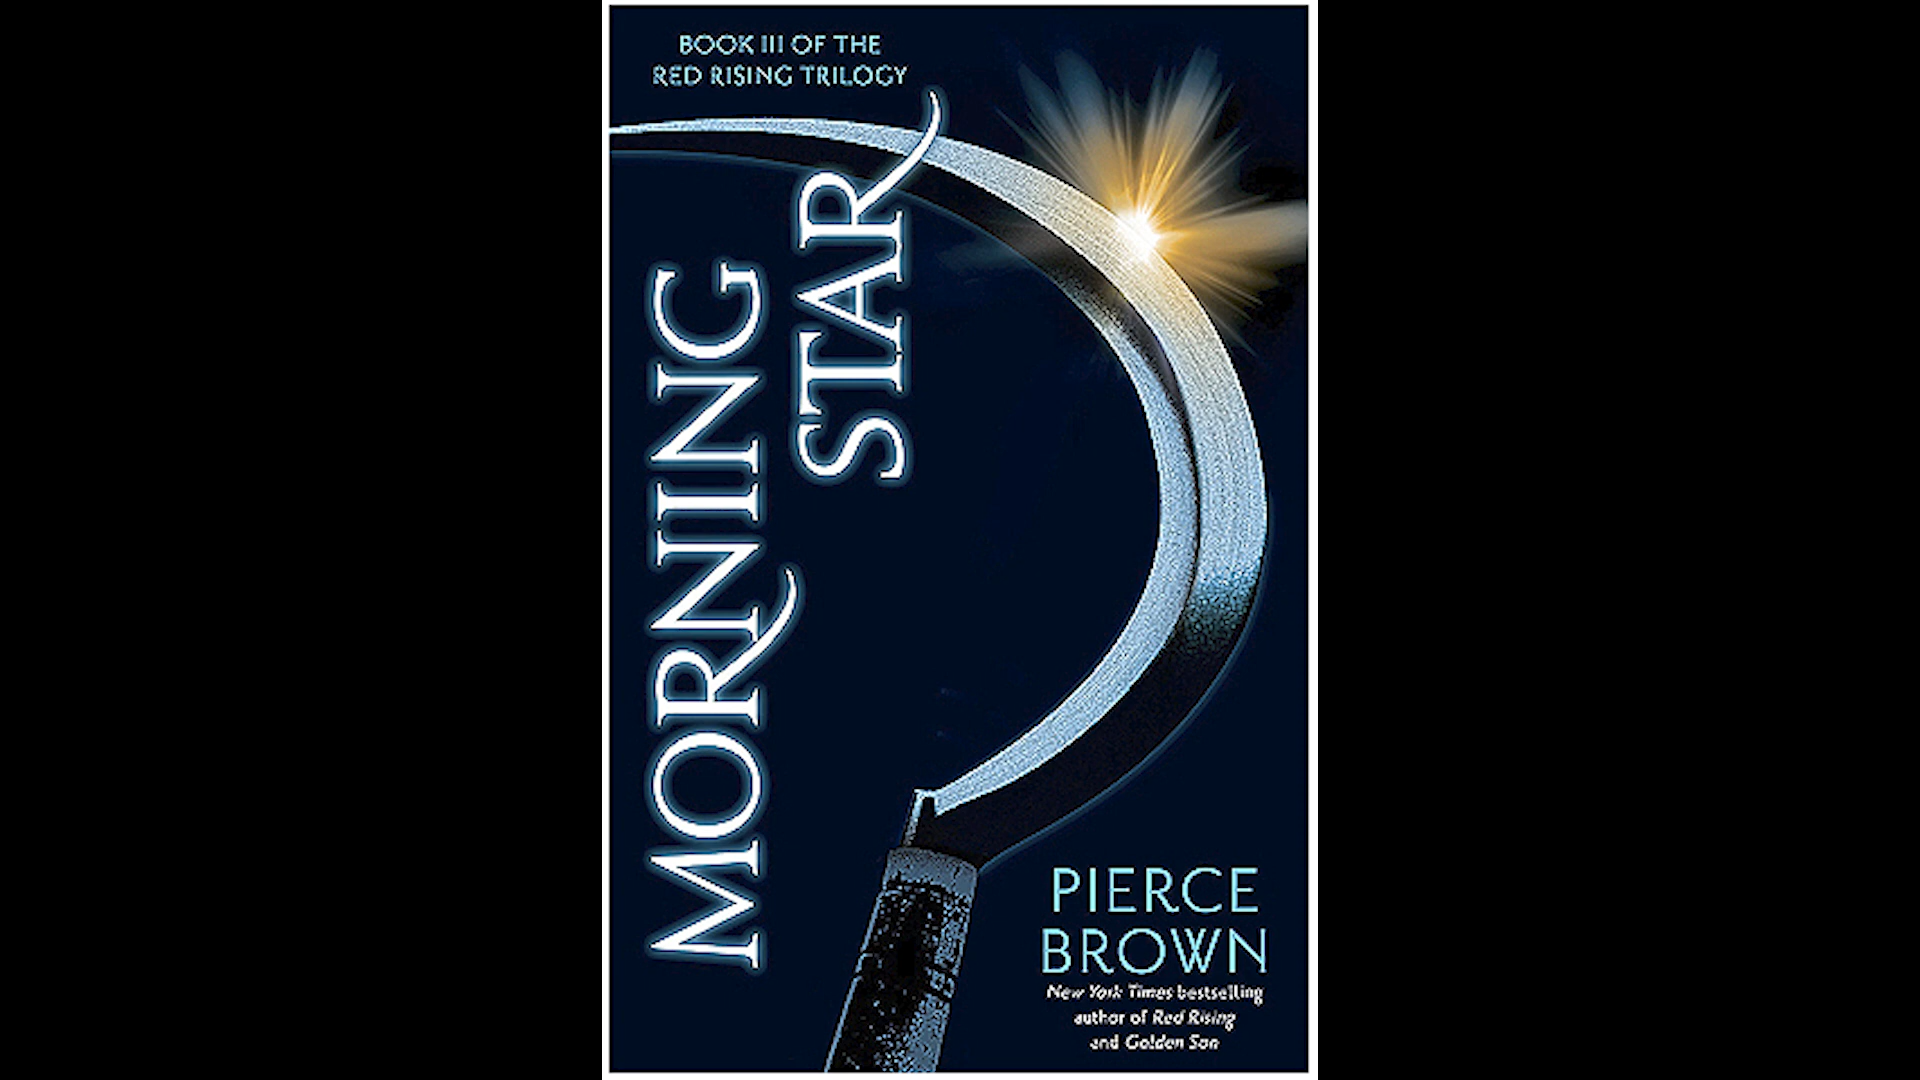 BOOK III OF THE
RED RISING TRILOGY
MORNING
STAR
PIERCE
BROWN
New York Times bestselling
author of Red Rising
and Golden Son